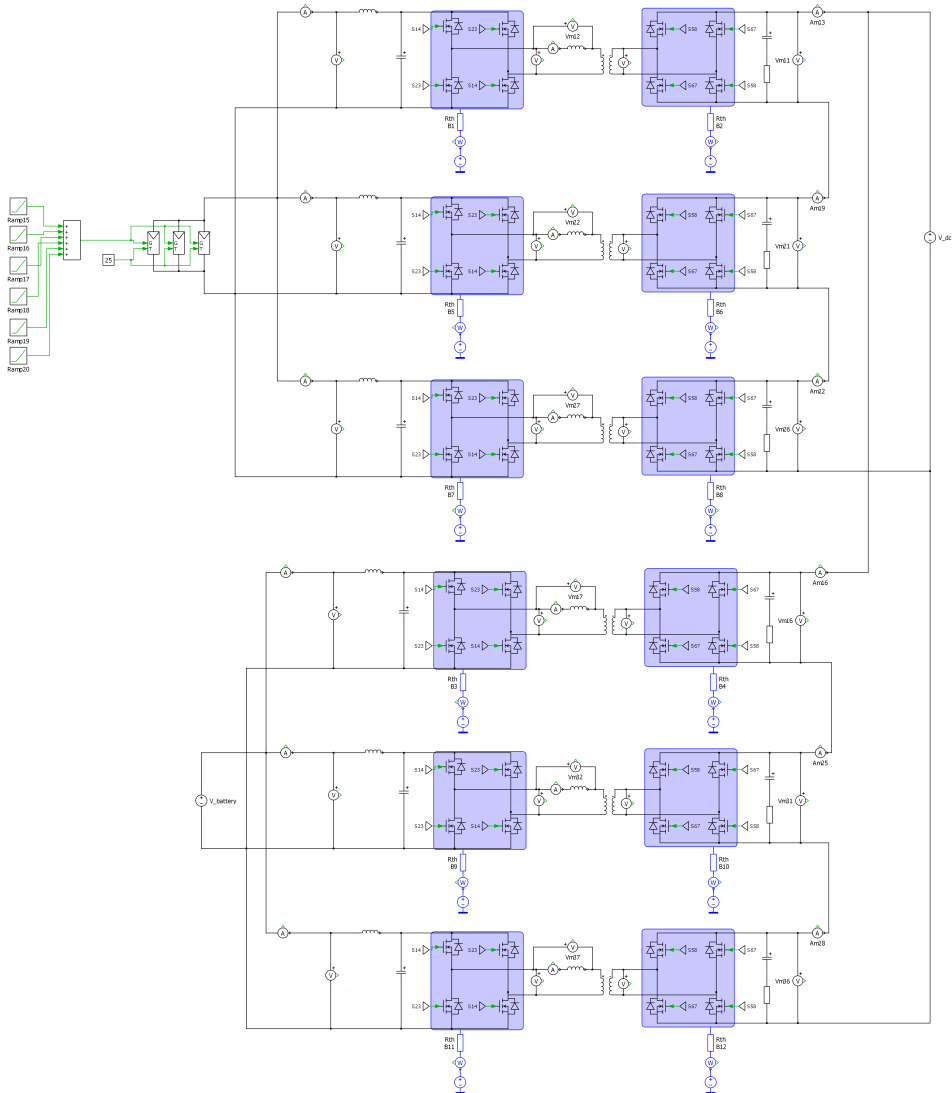 A
Am13
A
S14
S23
Vm12
V
S58
S67
V
A
V
V
Vm11
V
S23
S14
S67
S58
Rth
B1
Rth
B2
W
W
A
Am19
A
Ramp15
S14
S23
Vm22
V
S58
S67
Ramp16
V
A
V
V
Vm21
V
V_dc
G
T
G
T
G
T
25
Ramp17
S23
S14
S67
S58
Ramp18
Rth
B5
Rth
B6
Ramp19
W
W
Ramp20
A
Am22
A
S14
S23
Vm27
V
S58
S67
V
A
V
V
Vm26
V
S23
S14
S67
S58
Rth
B7
Rth
B8
W
W
A
Am16
A
S14
S23
Vm17
V
S58
S67
V
A
V
V
Vm16
V
S23
S14
S67
S58
Rth
B3
Rth
B4
W
W
A
Am25
A
S14
S23
Vm32
V
S58
S67
V_battery
V
A
V
V
Vm31
V
S23
S14
S67
S58
Rth
B9
Rth
B10
W
W
A
Am28
A
S14
S23
Vm37
V
S58
S67
V
A
V
V
Vm36
V
S23
S14
S67
S58
Rth
B11
Rth
B12
W
W